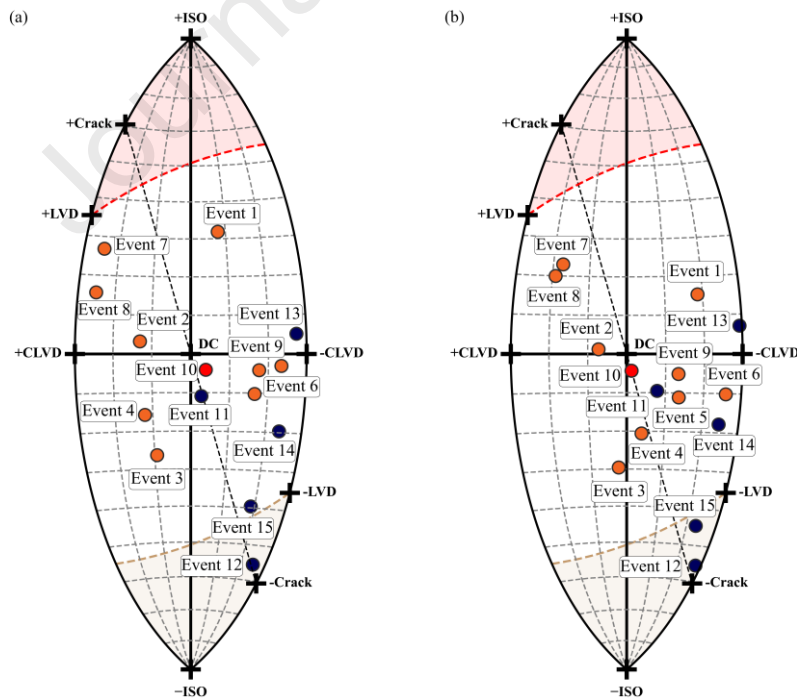 Journa
(a)
+ISO
+Crack
+LVD
Event 1
Event 7
Event 8
Event 13
Event 2
DC
Event 9
+CLVD
-CLVD
Event 10
Event 6
Event 4
Event 11
Event 14
Event 3
-LVD
Event 15
Event 12
-Crack
−ISO
(b)
+ISO
+Crack
+LVD
Event 7
Event 1
Event 8
Event 13
Event 2
DC
Event 9
+CLVD
-CLVD
Event 10
Event 6
Event 11
Event 5
Event 14
Event 4
Event 3
-LVD
Event 15
Event 12
-Crack
−ISO